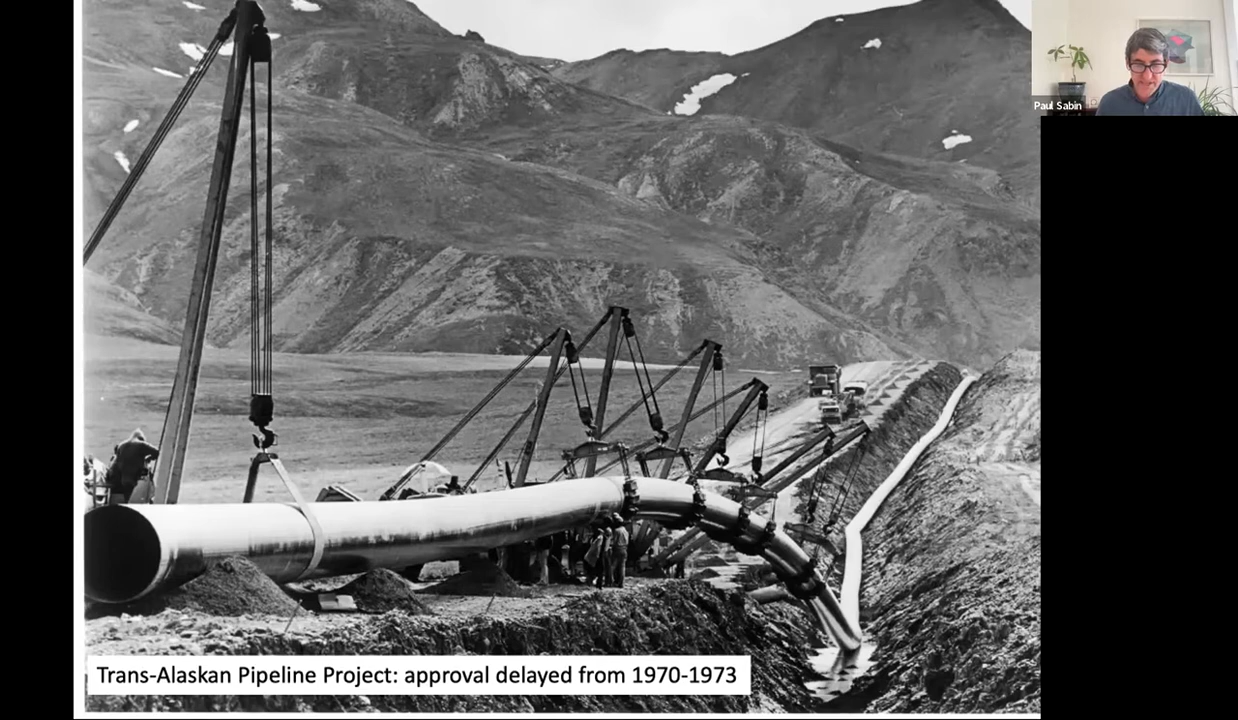 Paul Sabin
Trans-Alaskan Pipeline Project: approval delayed from 1970-1973